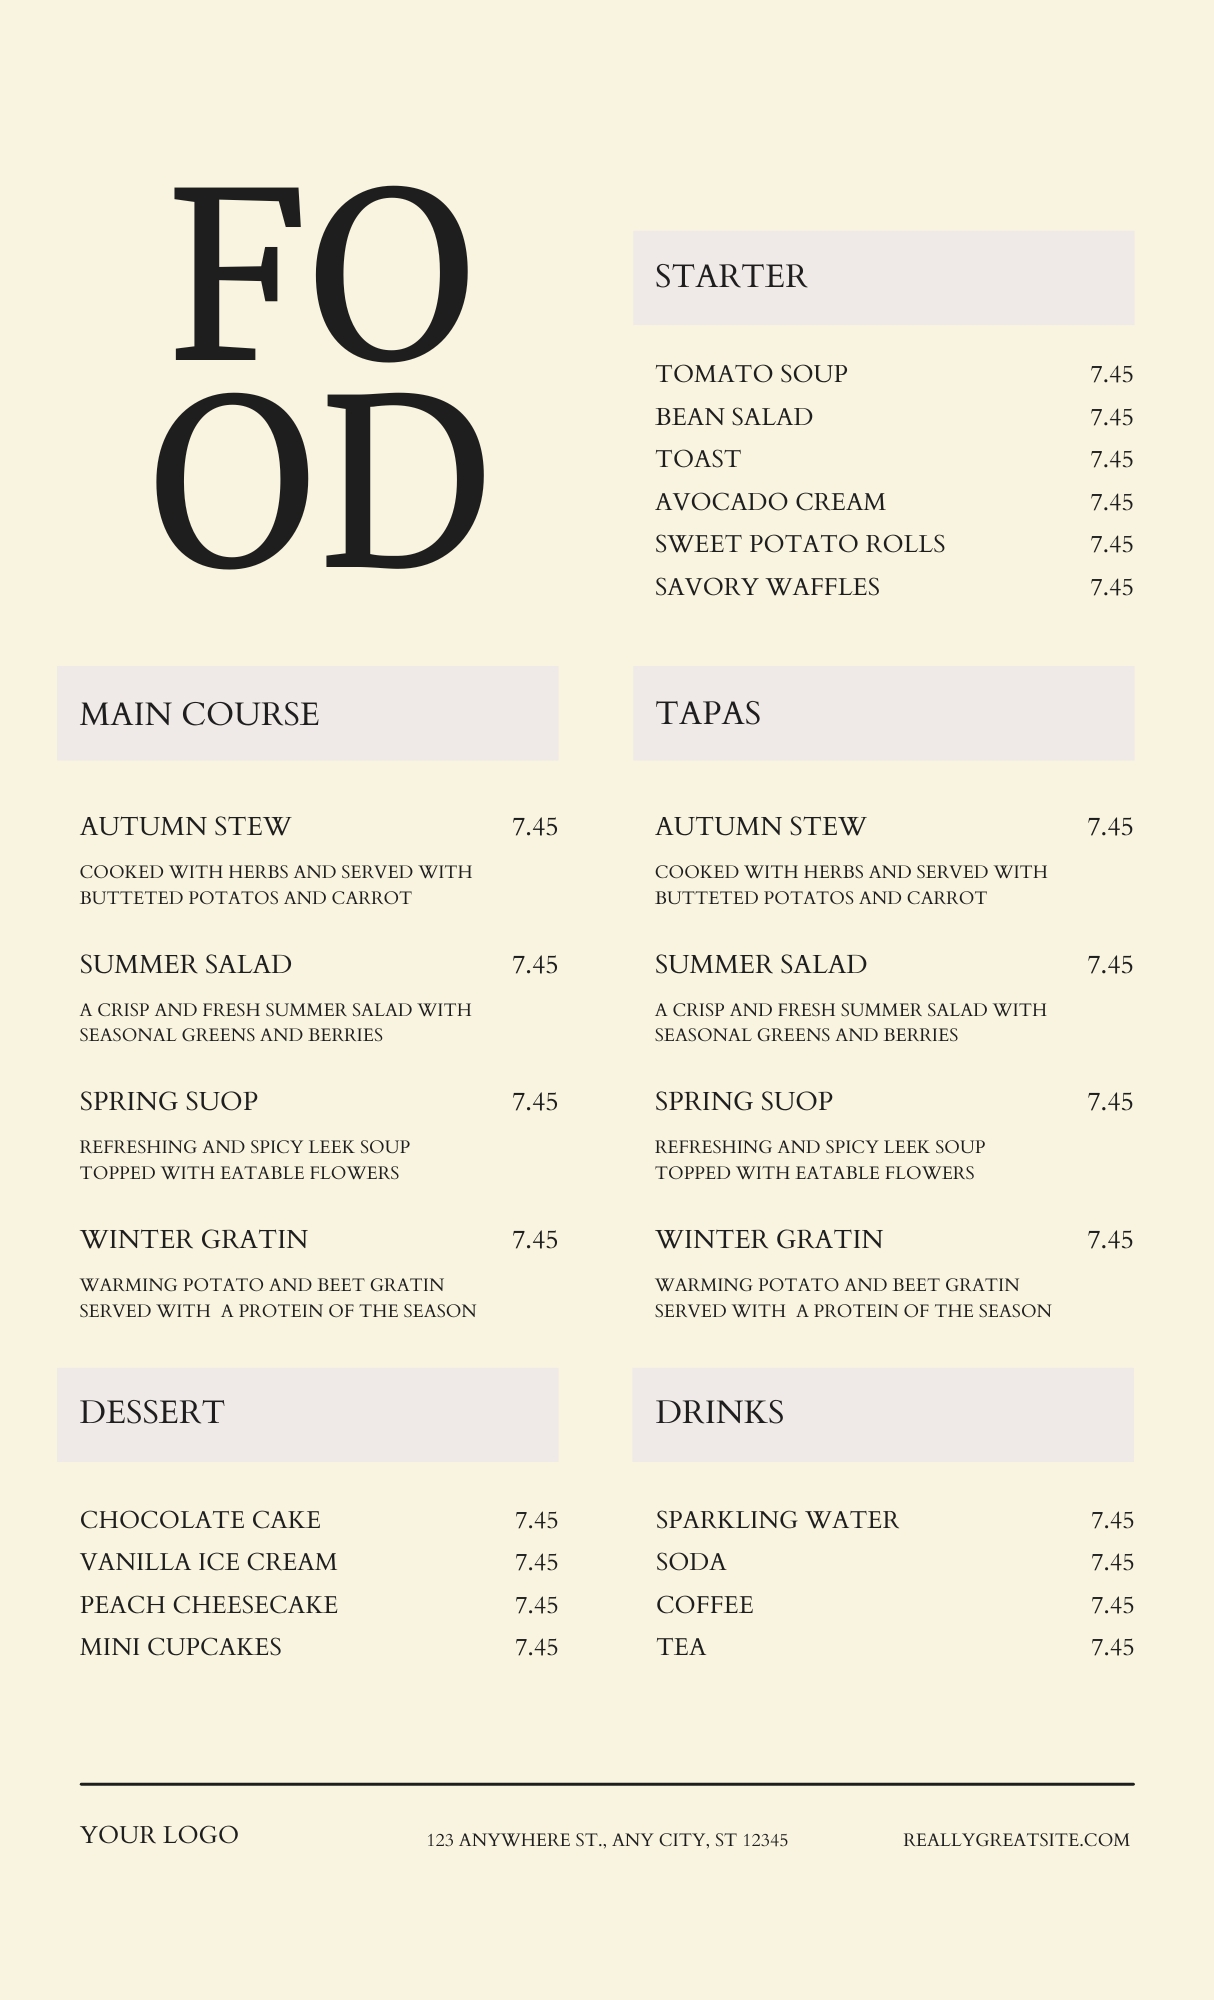 FO
OD
STARTER
TOMATO SOUP 7.45
BEAN SALAD 7.45
TOAST 7.45
AVOCADO CREAM 7.45
SWEET POTATO ROLLS 7.45
SAVORY WAFFLES 7.45
MAIN COURSE
AUTUMN STEW 7.45
COOKED WITH HERBS AND SERVED WITH
BUTTETED POTATOS AND CARROT
SUMMER SALAD 7.45
A CRISP AND FRESH SUMMER SALAD WITH
SEASONAL GREENS AND BERRIES
SPRING SUOP 7.45
REFRESHING AND SPICY LEEK SOUP
TOPPED WITH EATABLE FLOWERS
WINTER GRATIN 7.45
WARMING POTATO AND BEET GRATIN
SERVED WITH  A PROTEIN OF THE SEASON
TAPAS
AUTUMN STEW 7.45
COOKED WITH HERBS AND SERVED WITH
BUTTETED POTATOS AND CARROT
SUMMER SALAD 7.45
A CRISP AND FRESH SUMMER SALAD WITH
SEASONAL GREENS AND BERRIES
SPRING SUOP 7.45
REFRESHING AND SPICY LEEK SOUP
TOPPED WITH EATABLE FLOWERS
WINTER GRATIN 7.45
WARMING POTATO AND BEET GRATIN
SERVED WITH  A PROTEIN OF THE SEASON
DESSERT
CHOCOLATE CAKE 7.45
VANILLA ICE CREAM 7.45
PEACH CHEESECAKE 7.45
MINI CUPCAKES 7.45
DRINKS
SPARKLING WATER 7.45
SODA 7.45
COFFEE 7.45
TEA 7.45
YOUR LOGO
123 ANYWHERE ST., ANY CITY, ST 12345
REALLYGREATSITE.COM